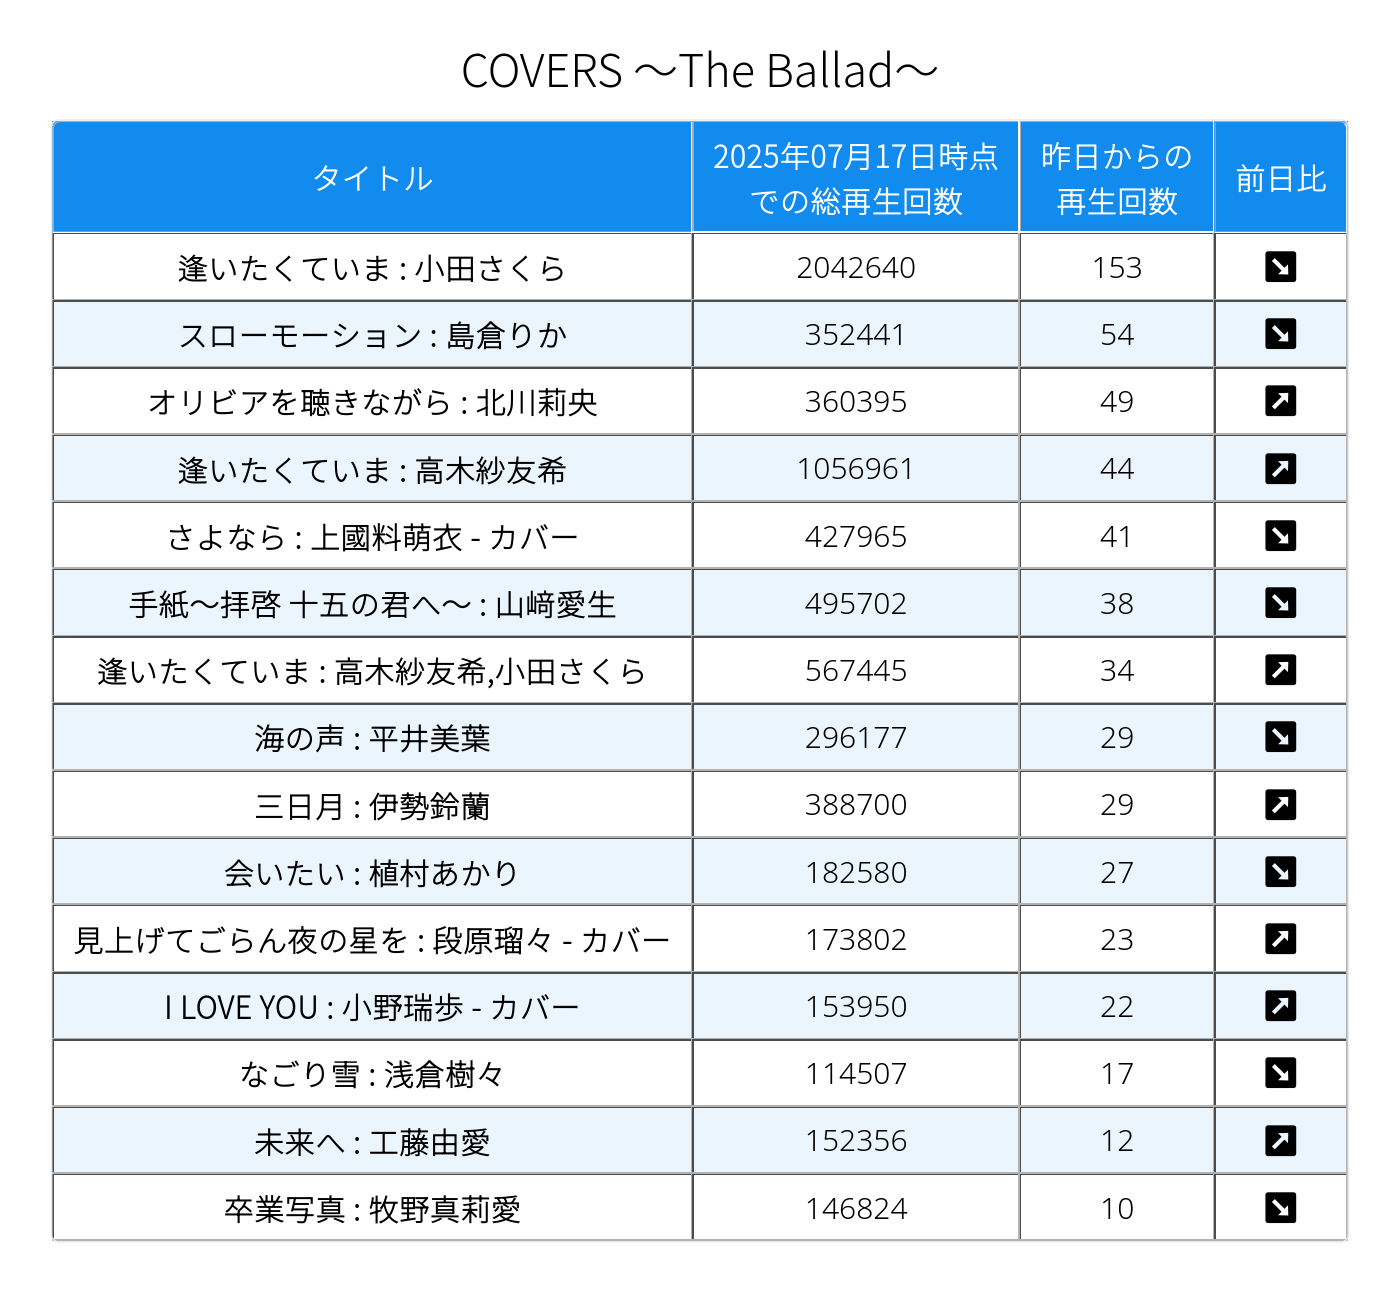 COVERS ～The Ballad～
タイトル 2025年07月17日時点での総再生回数 昨日からの再生回数 前日比
逢いたくていま : 小田さくら 2042640 153 ↘
スローモーション : 島倉りか 352441 54 ↘
オリビアを聴きながら : 北川莉央 360395 49 ↗
逢いたくていま : 高木紗友希 1056961 44 ↗
さよなら : 上國料萌衣 - カバー 427965 41 ↘
手紙～拝啓 十五の君へ～ : 山﨑愛生 495702 38 ↘
逢いたくていま : 高木紗友希,小田さくら 567445 34 ↗
海の声 : 平井美葉 296177 29 ↘
三日月 : 伊勢鈴蘭 388700 29 ↗
会いたい : 植村あかり 182580 27 ↘
見上げてごらん夜の星を : 段原瑠々 - カバー 173802 23 ↗
I LOVE YOU : 小野瑞歩 - カバー 153950 22 ↗
なごり雪 : 浅倉樹々 114507 17 ↘
未来へ : 工藤由愛 152356 12 ↗
卒業写真 : 牧野真莉愛 146824 10 ↘